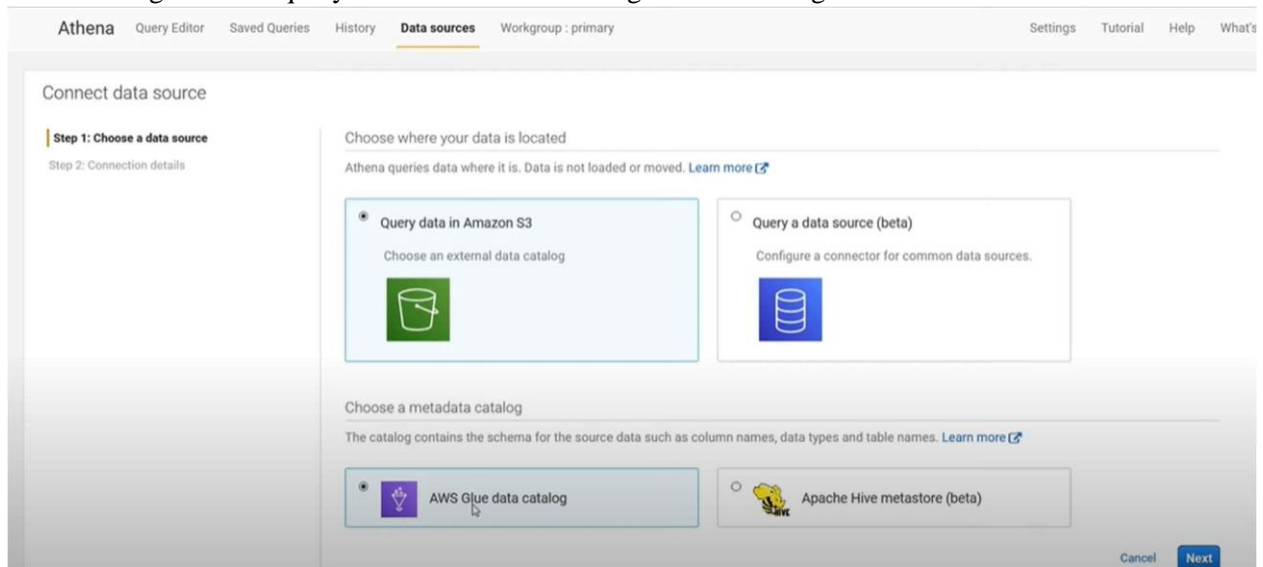 Athena Query Editor Saved Queries History Data sources Workgroup : primary Settings Tutorial Help What's
Connect data source
Step 1: Choose a data source
Step 2: Connection details
Choose where your data is located
Athena queries data where it is. Data is not loaded or moved. Learn more
Query data in Amazon S3
Choose an external data catalog
Query a data source (beta)
Configure a connector for common data sources.
Choose a metadata catalog
The catalog contains the schema for the source data such as column names, data types and table names. Learn more
AWS Glue data catalog
HIVE
Apache Hive metastore (beta)
Cancel Next